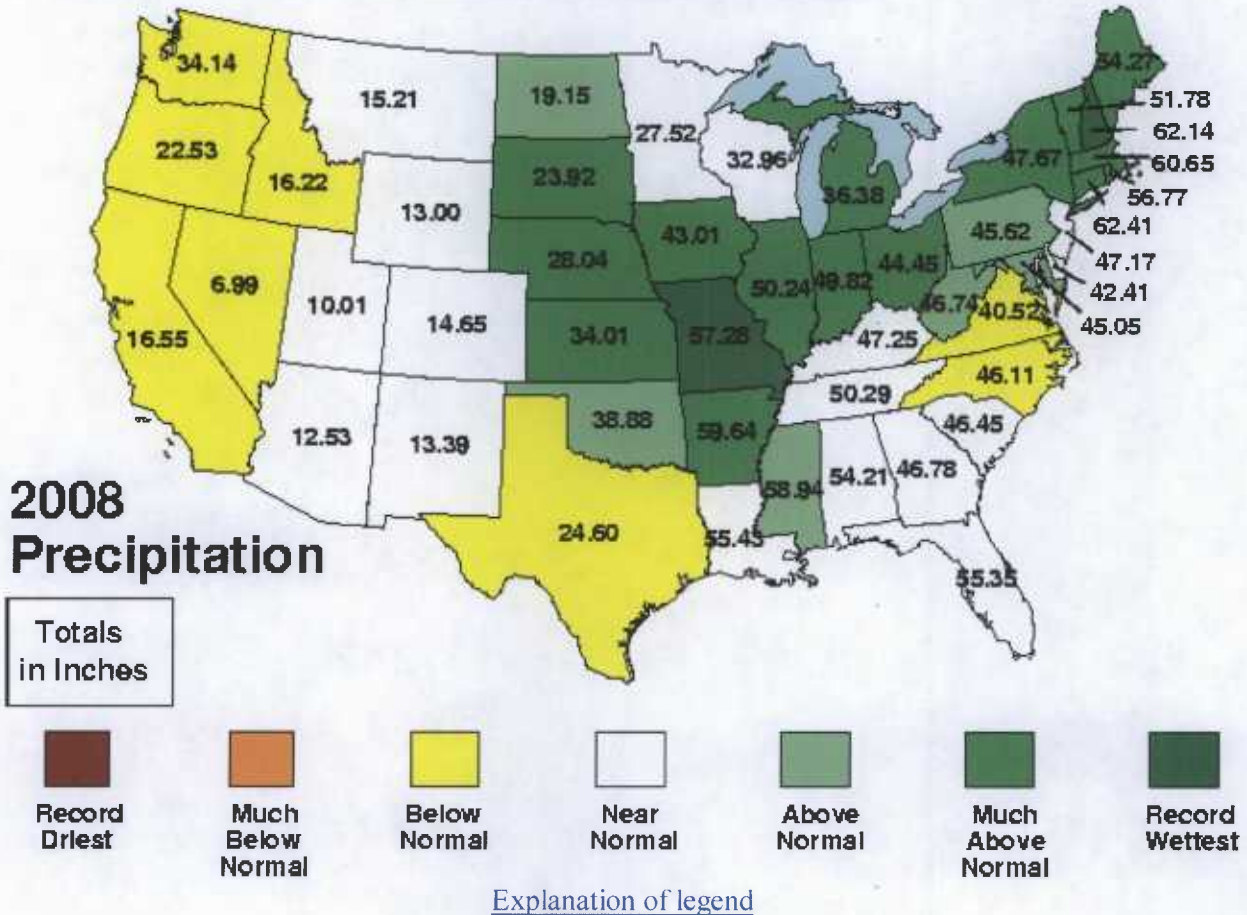 34.14
15.21
19.15
27.52
54.27
51.78
62.14
60.65
56.77
62.41
47.17
42.41
45.05
22.53
16.22
13.00
23.92
32.96
36.38
47.67
45.62
43.01
28.04
6.99
10.01
14.65
50.24
49.82
44.45
46.74
40.52
16.55
34.01
57.28
47.25
46.11
50.29
12.53
13.39
38.88
59.64
46.45
58.94
54.21
46.78
24.60
55.43
55.35
2008
Precipitation
Totals
in Inches
Record
Driest
Much
Below
Normal
Below
Normal
Near
Normal
Above
Normal
Much
Above
Normal
Record
Wettest
Explanation of legend